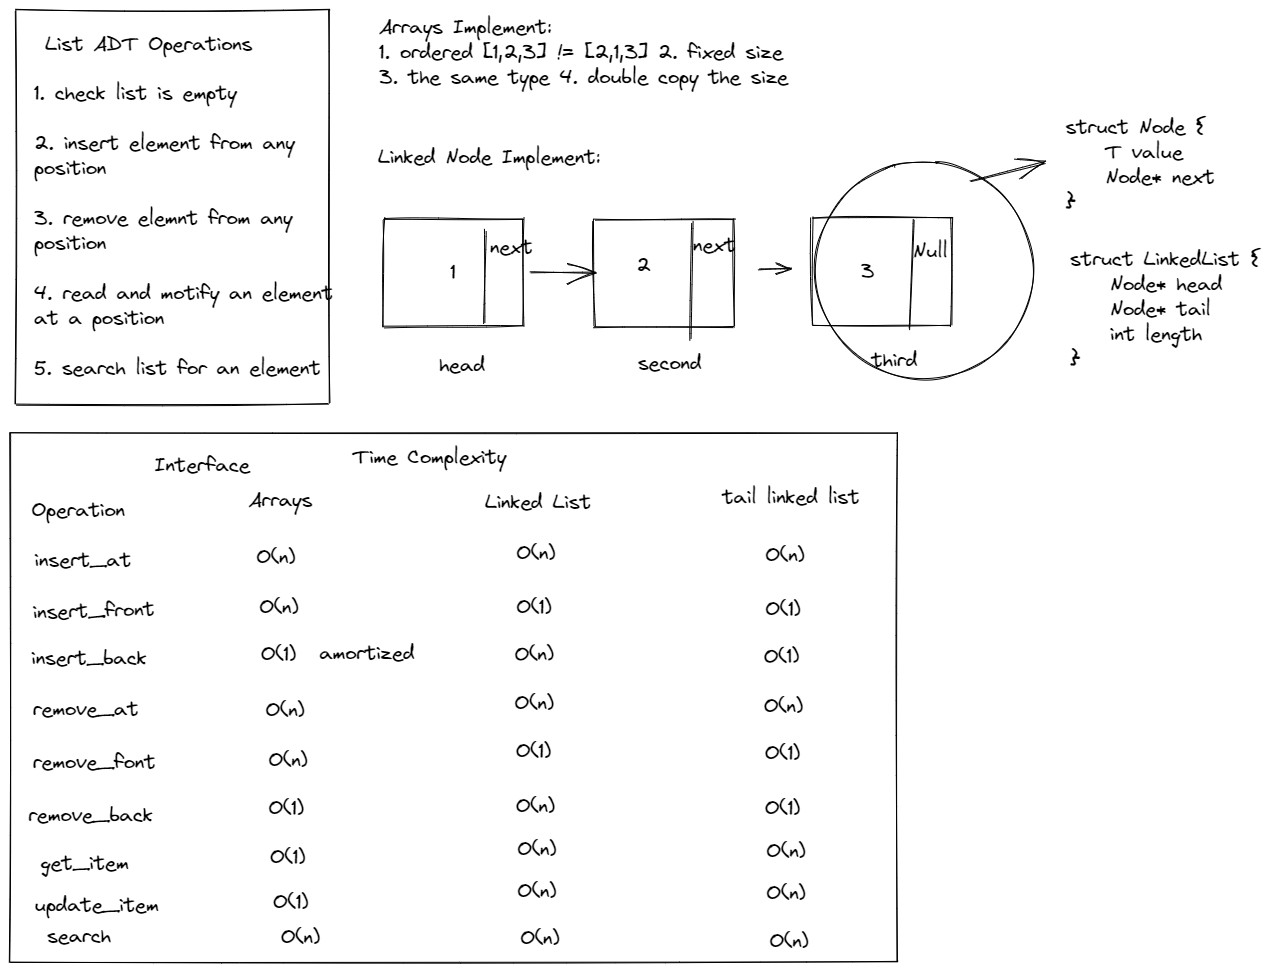 List ADT Operations
1. check list is empty
2. insert element from any
position
3. remove elemnt from any
position
4. read and motify an element
at a position
5. search list for an element
Arrays Implement:
1. ordered [1,2,3] != [2,1,3] 2. fixed size
3. the same type 4. double copy the size
Linked Node Implement:
1 next
2 next
3 Null
head
second
third
struct Node {
T value
Node* next
}
struct LinkedList {
Node* head
Node* tail
int length
}
Interface Time Complexity
Operation Arrays Linked List tail linked list
insert_at O(n) O(n) O(n)
insert_front O(n) O(1) O(1)
insert_back O(1) amortized O(n) O(1)
remove_at O(n) O(n) O(n)
remove_font O(n) O(1) O(1)
remove_back O(1) O(n) O(1)
get_item O(1) O(n) O(n)
update_item O(1) O(n) O(n)
search O(n) O(n) O(n)